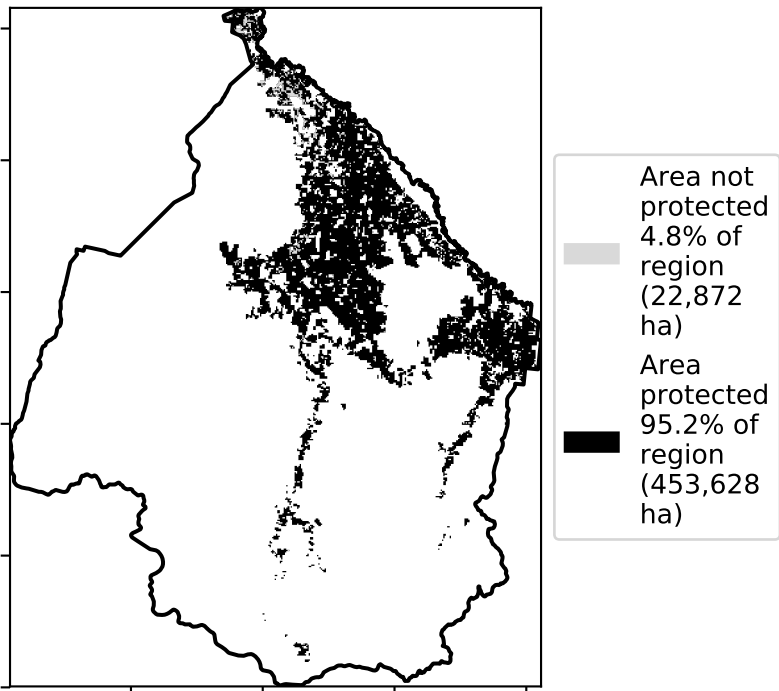 Area not
protected
4.8% of
region
(22,872
ha)
Area
protected
95.2% of
region
(453,628
ha)